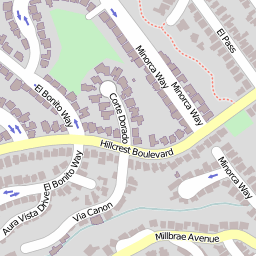 El Pass
Minorca Way
Minorca Way
El Bonito Way
Corte Dorado
Hillcrest Boulevard
Minorca Way
El Bonito Way
Aura Vista Drive
Via Canon
Millbrae Avenue